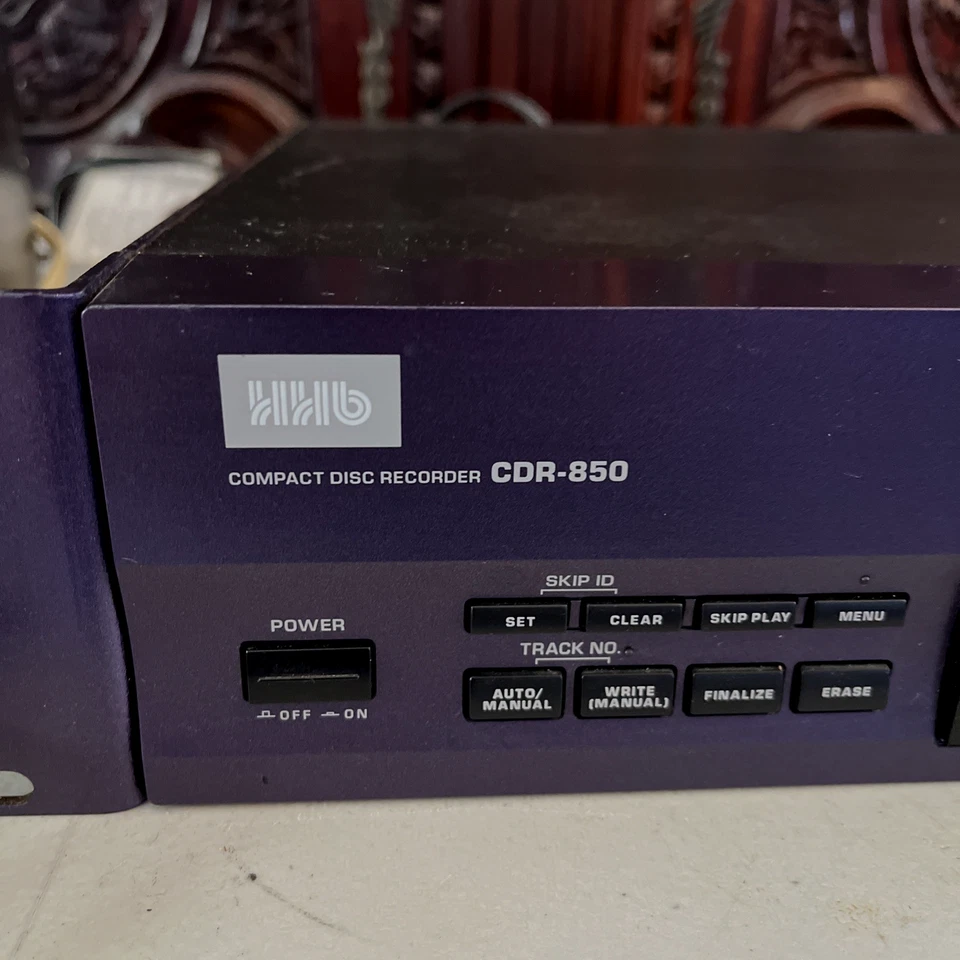 HHb
COMPACT DISC RECORDER CDR-850
SKIP ID
SET CLEAR SKIP PLAY MENU
POWER
TRACK NO.
AUTO/
MANUAL
WRITE
(MANUAL)
FINALIZE
ERASE
OFF ON